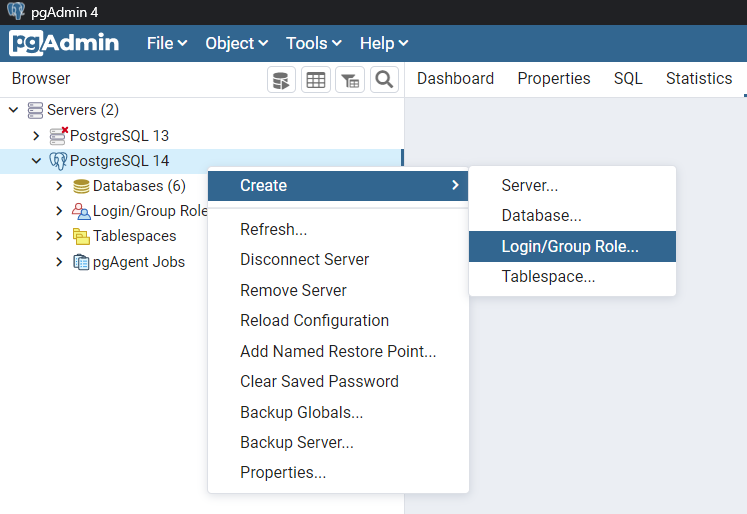 pgAdmin 4
pgAdmin File Object Tools Help
Browser Dashboard Properties SQL Statistics
Servers (2)
PostgreSQL 13
PostgreSQL 14
Databases (6)
Login/Group Role
Tablespaces
pgAgent Jobs
Create
Refresh...
Disconnect Server
Remove Server
Reload Configuration
Add Named Restore Point...
Clear Saved Password
Backup Globals...
Backup Server...
Properties...
Server...
Database...
Login/Group Role...
Tablespace...